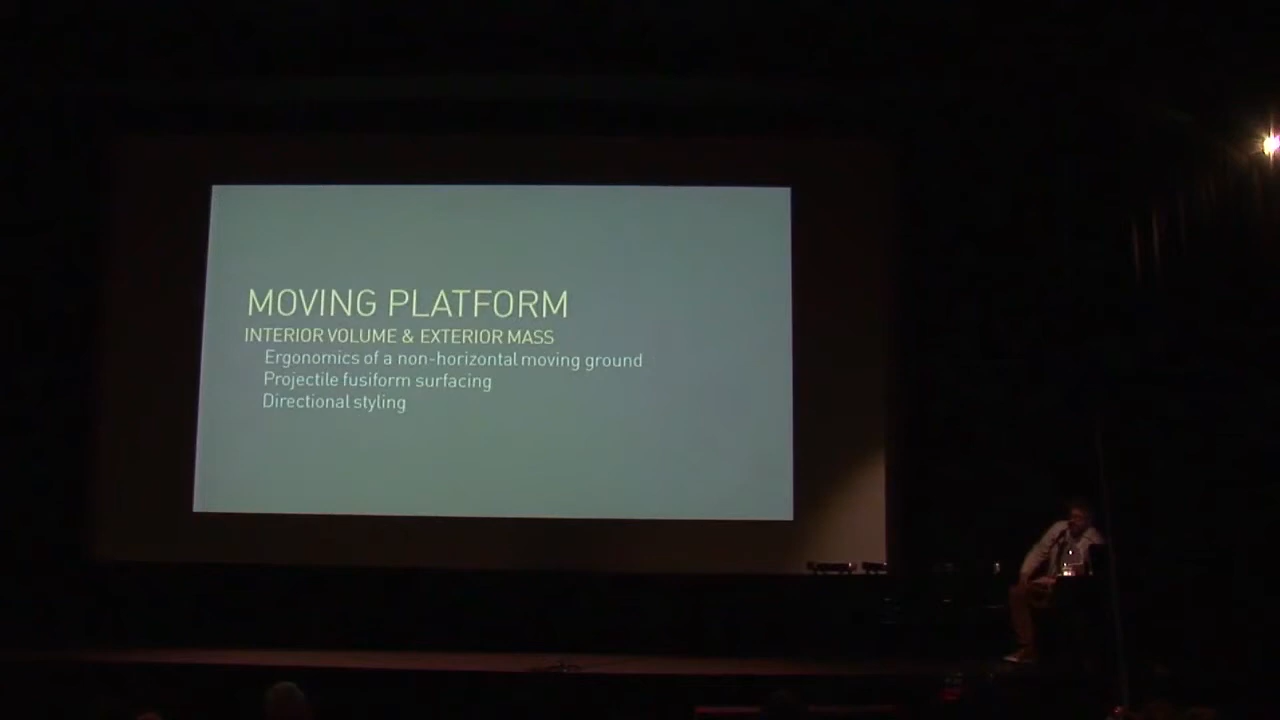 MOVING PLATFORM
INTERIOR VOLUME & EXTERIOR MASS
Ergonomics of a non-horizontal moving ground
Projectile fusiform surfacing
Directional styling